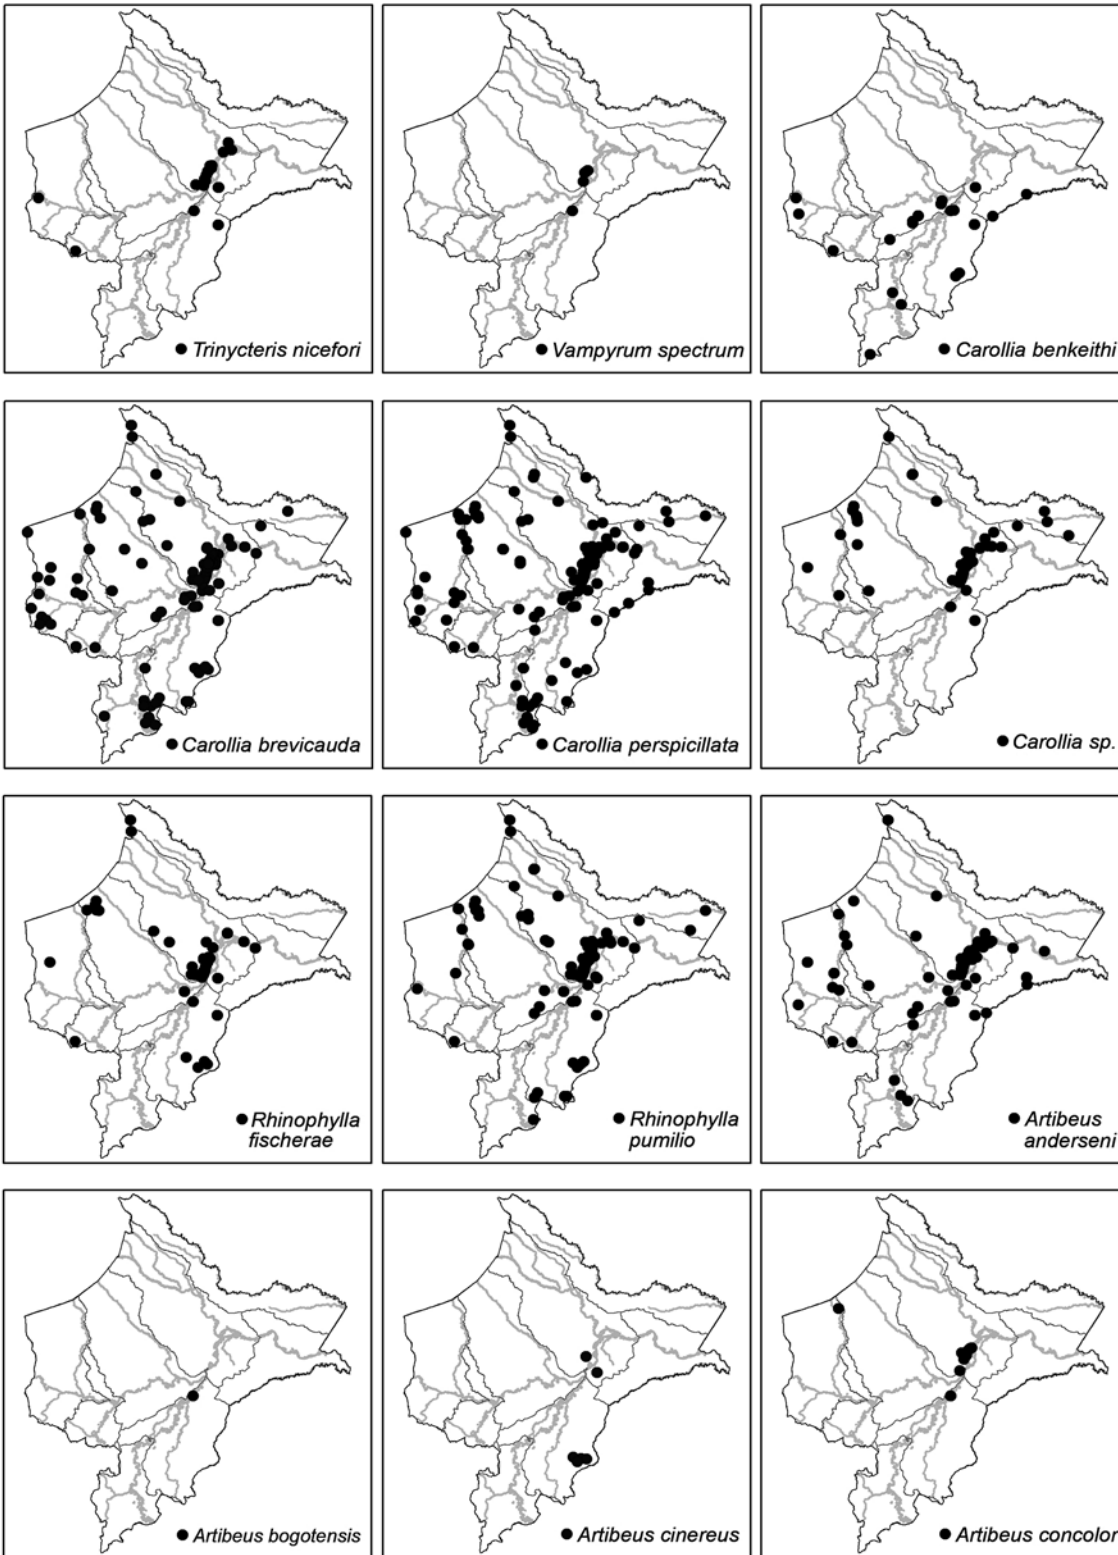 Trinycteris nicefori
Vampyrum spectrum
Carollia benkeithi
Carollia brevicauda
Carollia perspicillata
Carollia sp.
Rhinophylla
fischerae
Rhinophylla
pumilio
Artibeus
anderseni
Artibeus bogotensis
Artibeus cinereus
Artibeus concolor